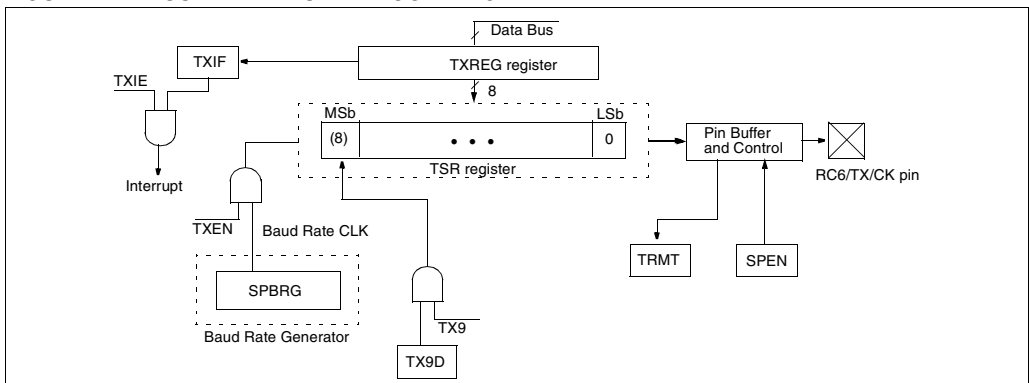 Data Bus
TXIF
TXREG register
TXIE
8
MSb
LSb
(8)
• • •
0
Pin Buffer
and Control
TSR register
Interrupt
RC6/TX/CK pin
TXEN
Baud Rate CLK
TRMT
SPEN
SPBRG
TX9
Baud Rate Generator
TX9D